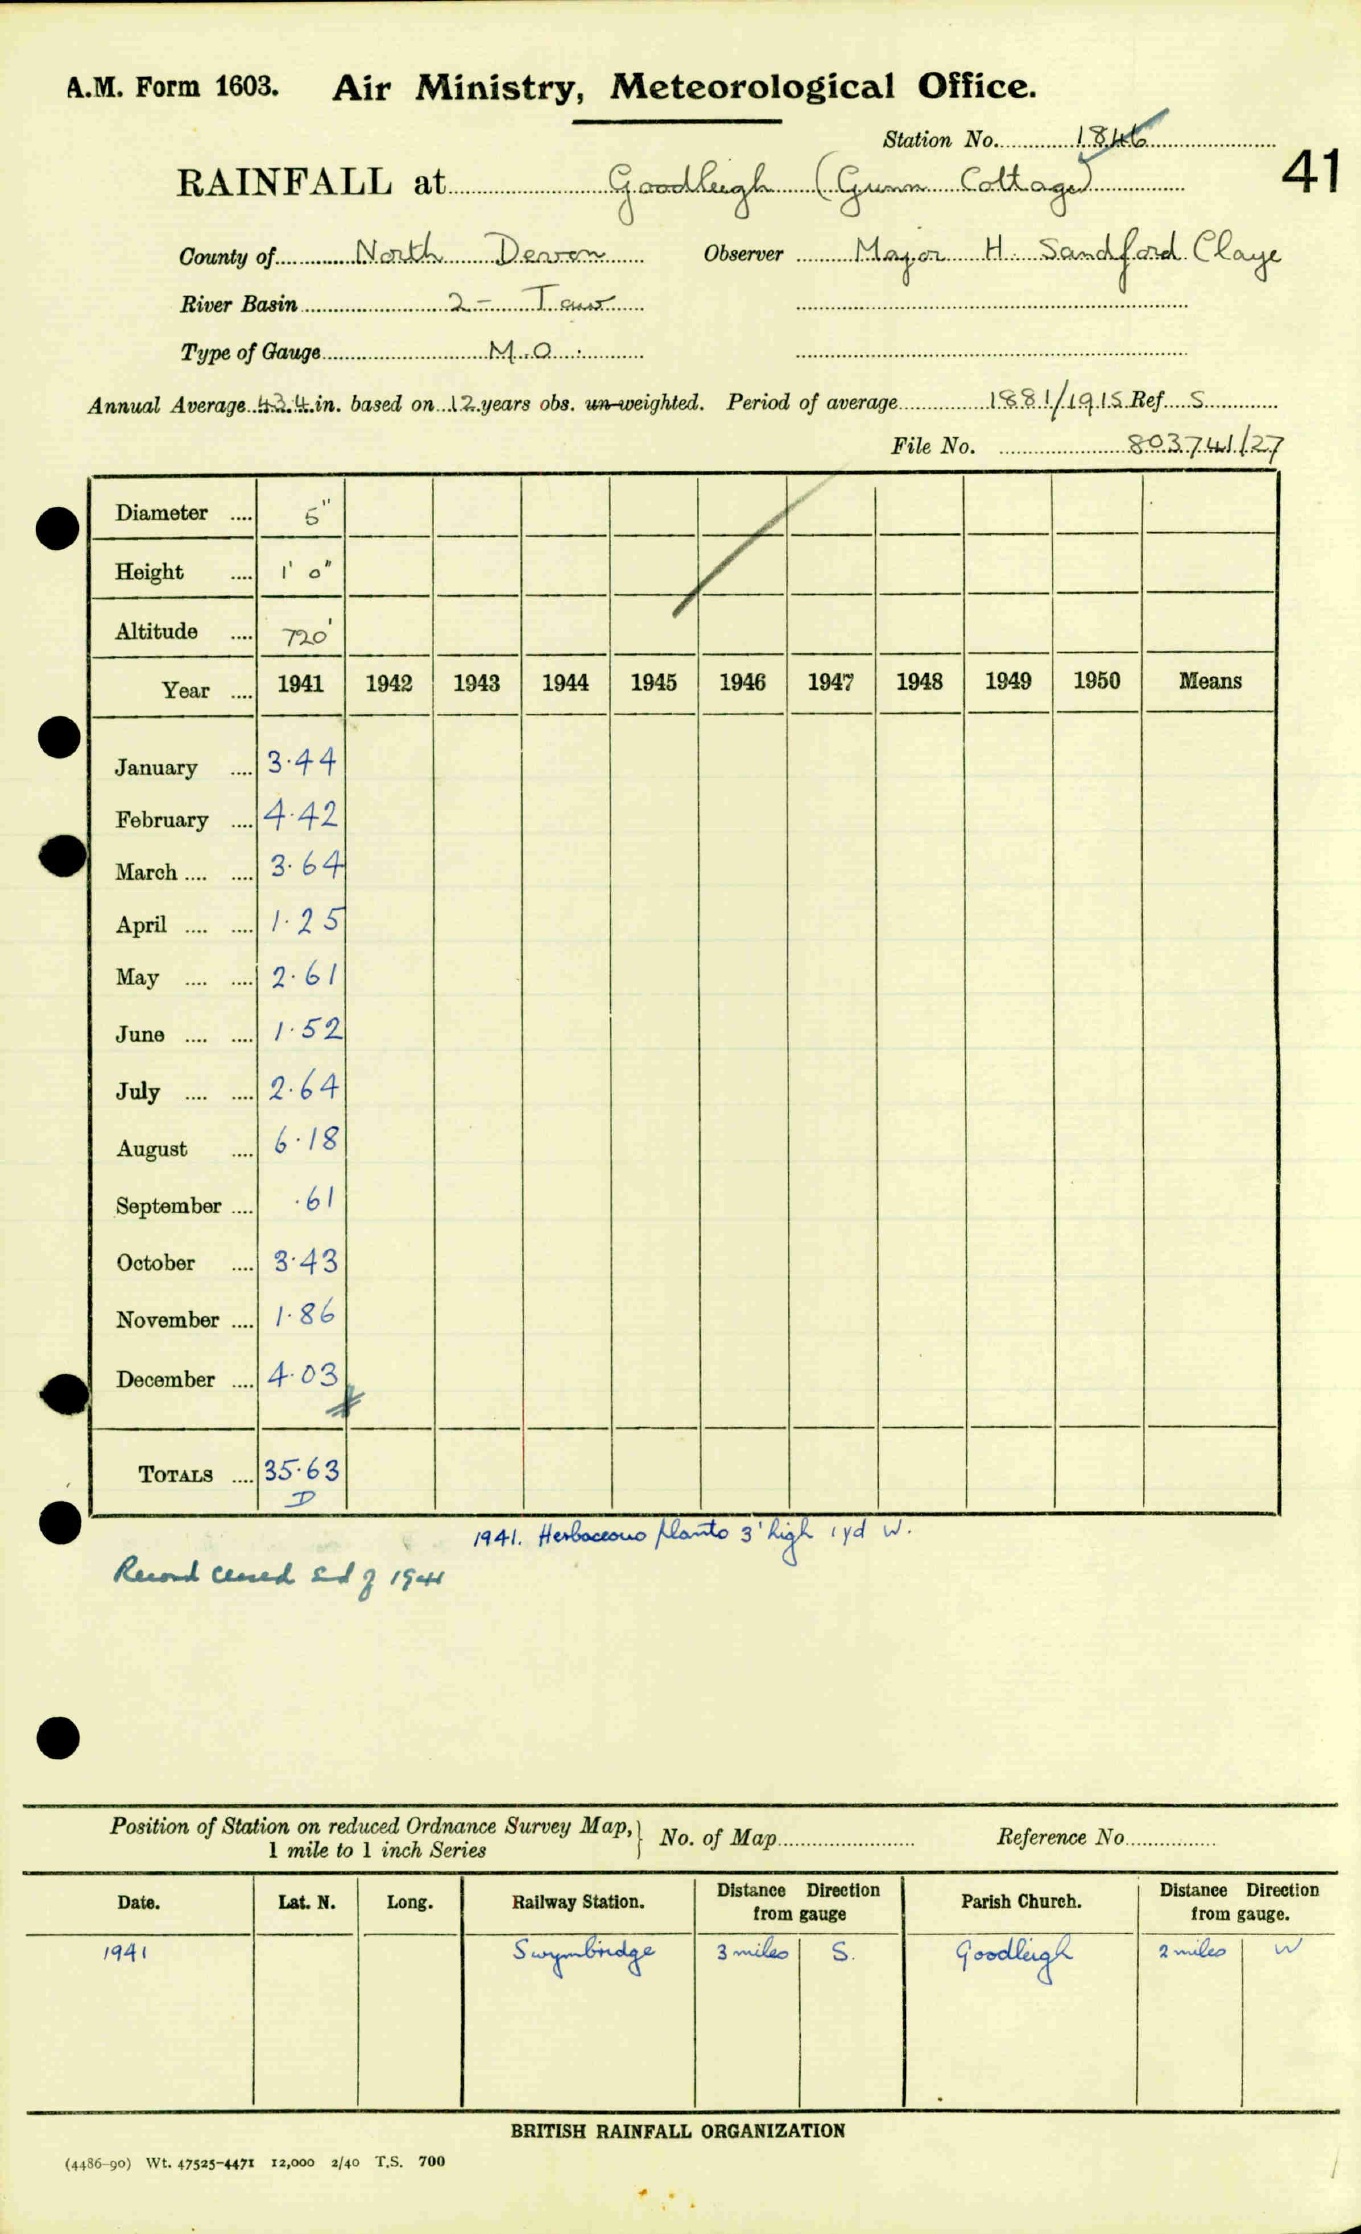 A.M. Form 1603. Air Ministry, Meteorological Office.
Station No. 1846
41
RAINFALL at Goodleigh (Gunn Cottage)
County of North Devon Observer Major H. Sandford Claye
River Basin 2 - Taw
Type of Gauge M.O.
Annual Average 43.4 in. based on 12 years obs. un-weighted. Period of average 1881/1915 Ref S
File No. 803741/27
Diameter .... 5"
Height .... 1' 0"
Altitude .... 720'
Year .... 1941 1942 1943 1944 1945 1946 1947 1948 1949 1950 Means
January .... 3.44
February .... 4.42
March .... .... 3.64
April .... .... 1.25
May .... .... 2.61
June .... .... 1.52
July .... .... 2.64
August .... 6.18
September .... .61
October .... 3.43
November .... 1.86
December .... 4.03
TOTALS .... 35.63
D
1941. Herbaceous plants 3' high 1 yd W.
Record ceased End of 1941
Position of Station on reduced Ordnance Survey Map, 1 mile to 1 inch Series } No. of Map Reference No.
Date. Lat. N. Long. Railway Station. Distance Direction from gauge Parish Church. Distance Direction from gauge.
1941 Swymbridge 3 miles S. Goodleigh 2 miles W
BRITISH RAINFALL ORGANIZATION
(4486-90) Wt. 47525-4471 12,000 2/40 T.S. 700